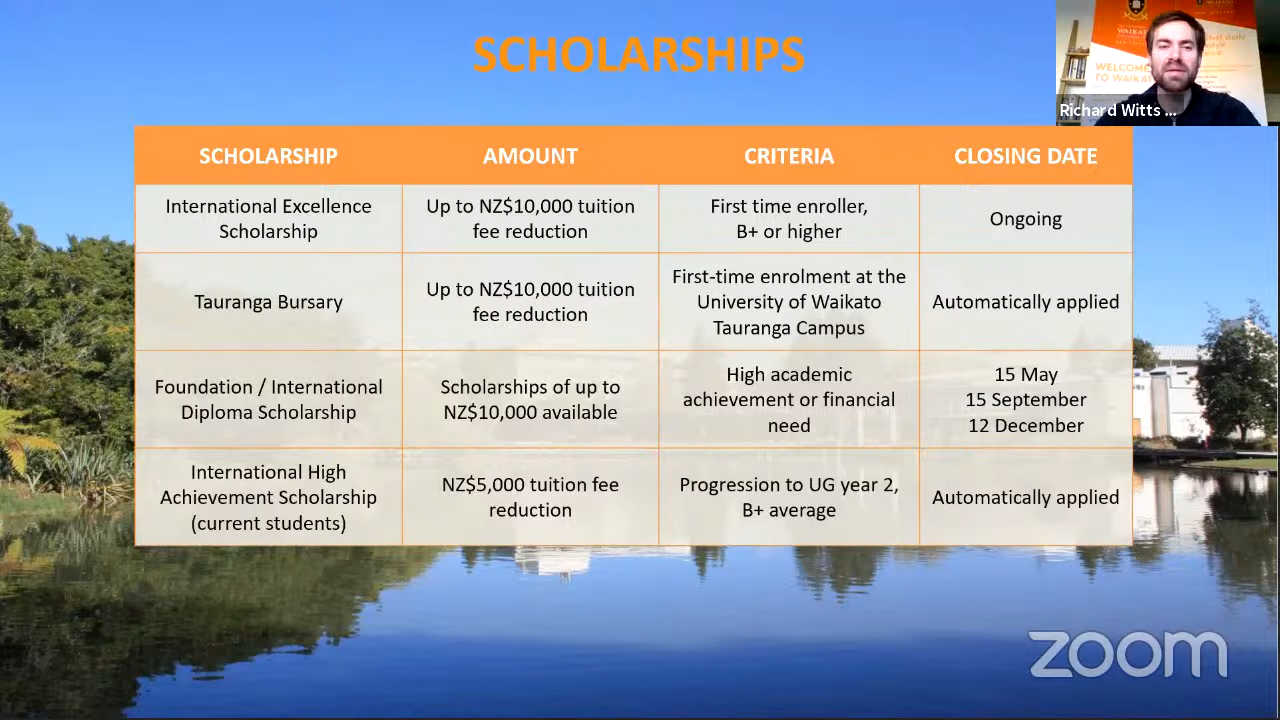 SCHOLARSHIPS
WAIKATO
WELCOME
TO WAIKATO
Richard Witts ...
SCHOLARSHIP
AMOUNT
CRITERIA
CLOSING DATE
International Excellence
Scholarship
Up to NZ$10,000 tuition
fee reduction
First time enroller,
B+ or higher
Ongoing
Tauranga Bursary
Up to NZ$10,000 tuition
fee reduction
First-time enrolment at the
University of Waikato
Tauranga Campus
Automatically applied
Foundation / International
Diploma Scholarship
Scholarships of up to
NZ$10,000 available
High academic
achievement or financial
need
15 May
15 September
12 December
International High
Achievement Scholarship
(current students)
NZ$5,000 tuition fee
reduction
Progression to UG year 2,
B+ average
Automatically applied
zoom